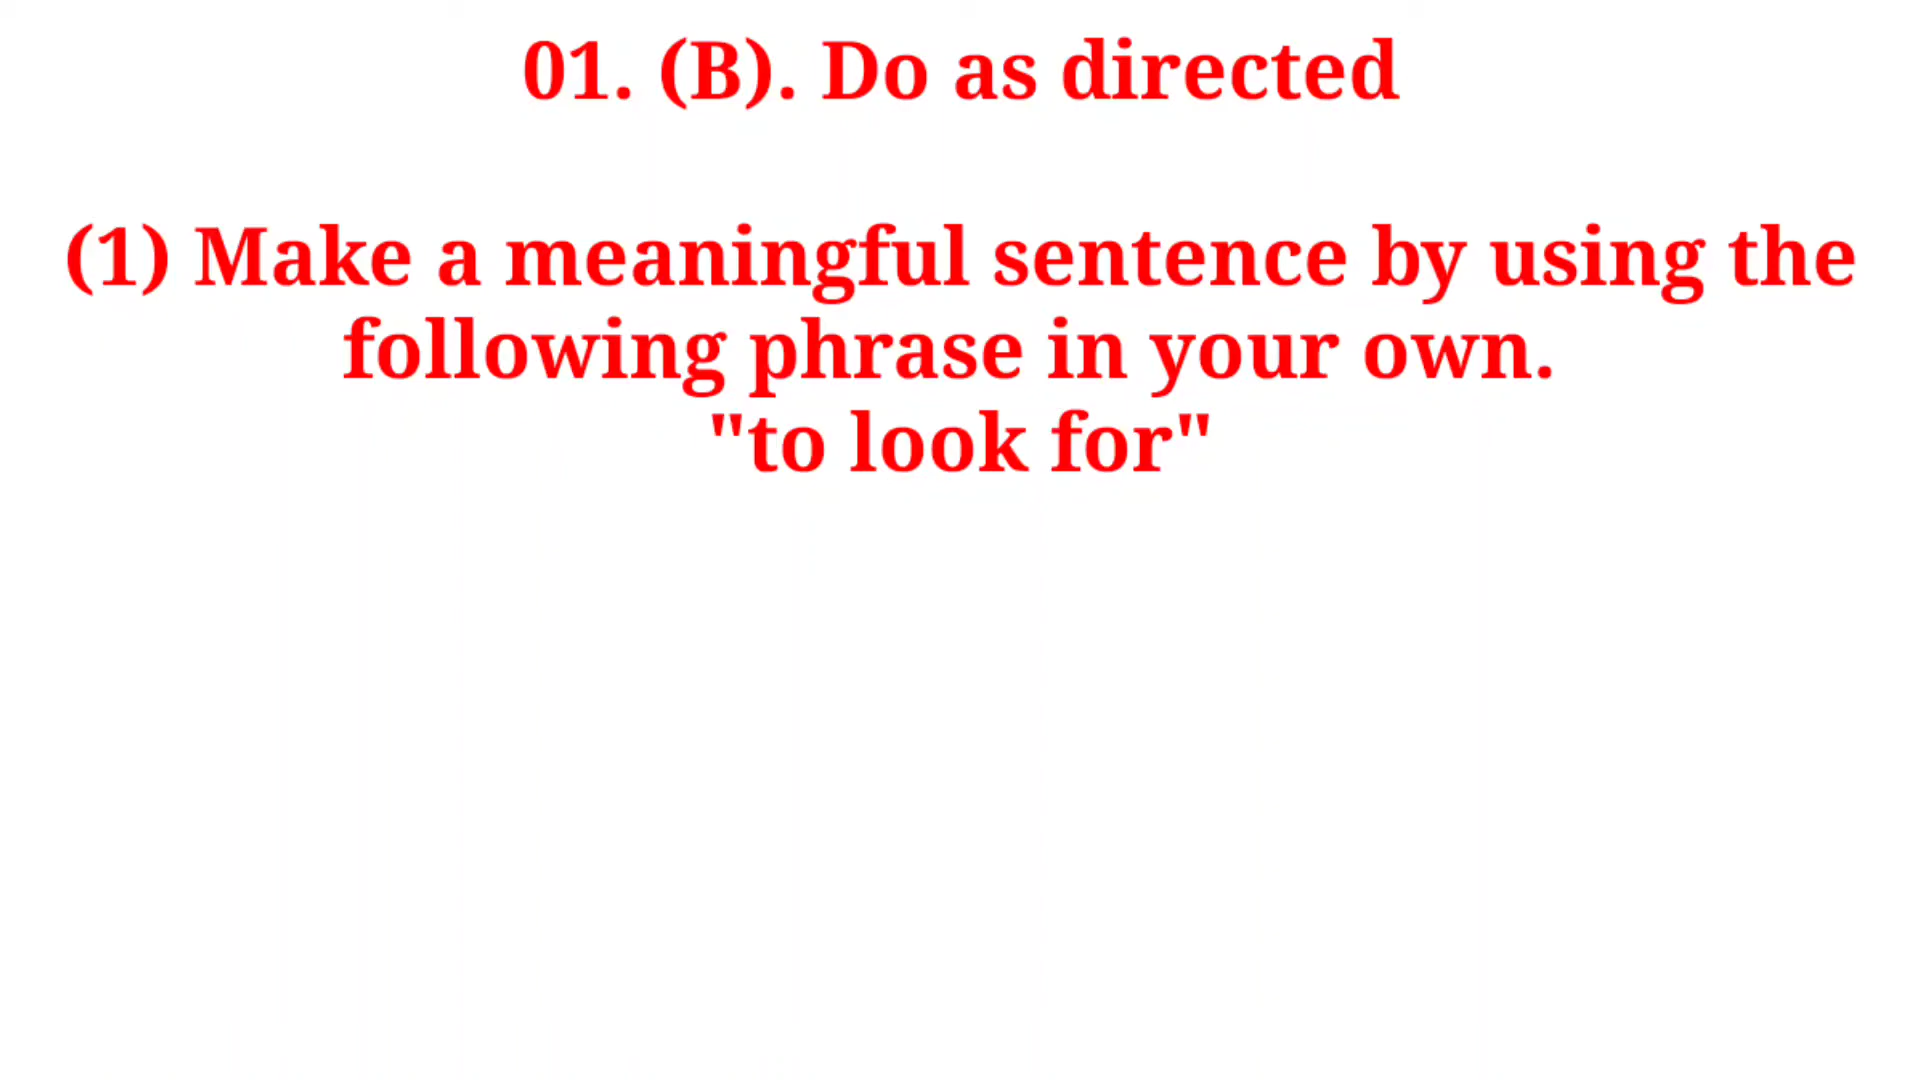 01. (B). Do as directed
(1) Make a meaningful sentence by using the
following phrase in your own.
"to look for"